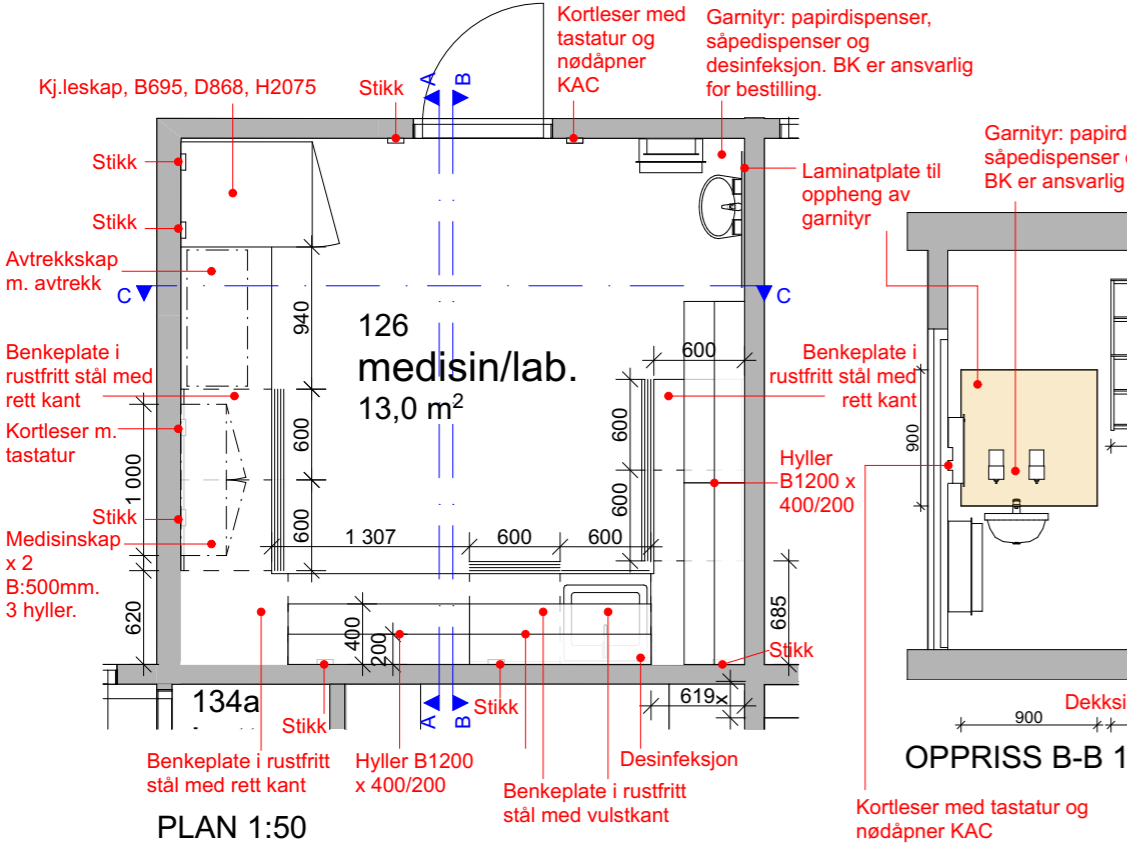 Kortleser med
tastatur og
nødåpner
KAC
Garnityr: papirdispenser,
såpedispenser og
desinfeksjon. BK er ansvarlig
for bestilling.
Kj.leskap, B695, D868, H2075
Stikk
A
B
Garnityr: papird
såpedispenser
BK er ansvarlig
Stikk
Laminatplate til
oppheng av
garnityr
Stikk
Avtrekkskap
m. avtrekk
C
C
940
126
medisin/lab.
13,0 m²
600
Benkeplate i
rustfritt stål med
rett kant
Benkeplate i
rustfritt stål med
rett kant
Kortleser m.
tastatur
600
600
900
1 000
Hyller
B1200 x
400/200
Stikk
600
600
Medisinskap
x 2
B:500mm.
3 hyller.
1 307
600
600
620
400
200
685
Stikk
134a
619x
Stikk
A
B
Stikk
Dekksi
900
Benkeplate i rustfritt
stål med rett kant
Hyller B1200
x 400/200
Desinfeksjon
OPPRISS B-B 1
Benkeplate i rustfritt
stål med vulstkant
Kortleser med tastatur og
nødåpner KAC
PLAN 1:50